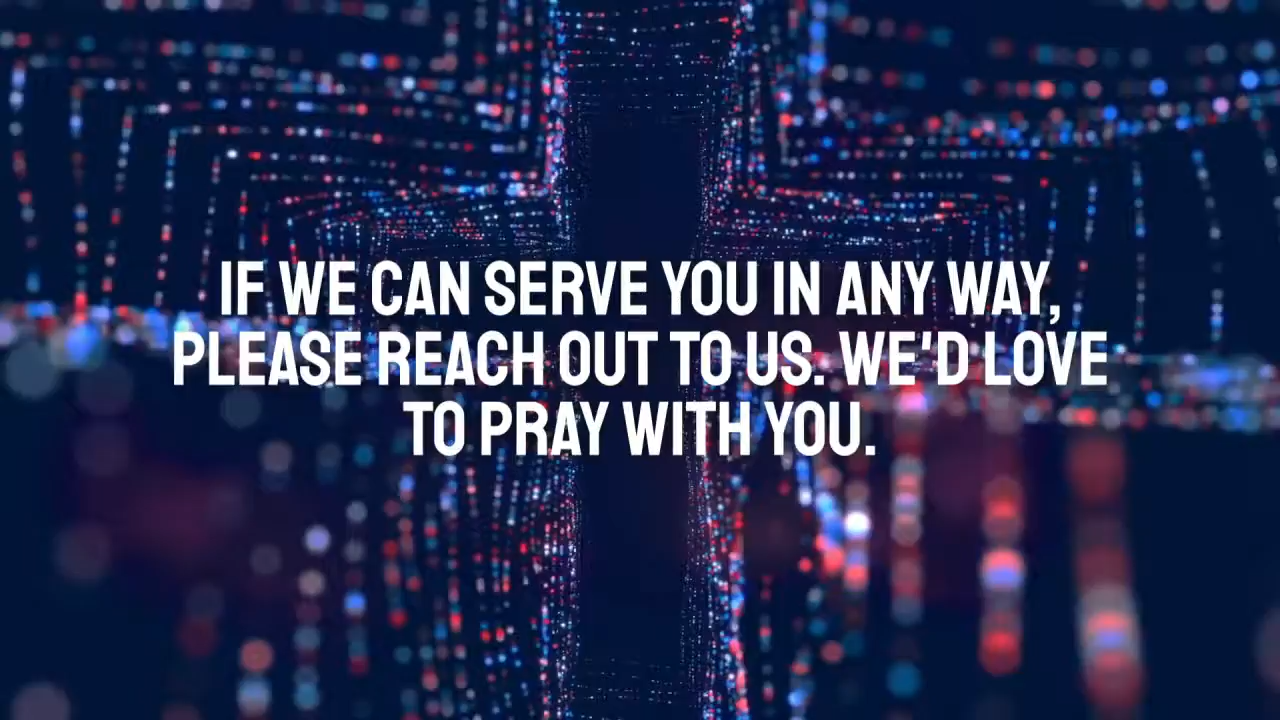 IF WE CAN SERVE YOU IN ANY WAY,
PLEASE REACH OUT TO US. WE'D LOVE
TO PRAY WITH YOU.